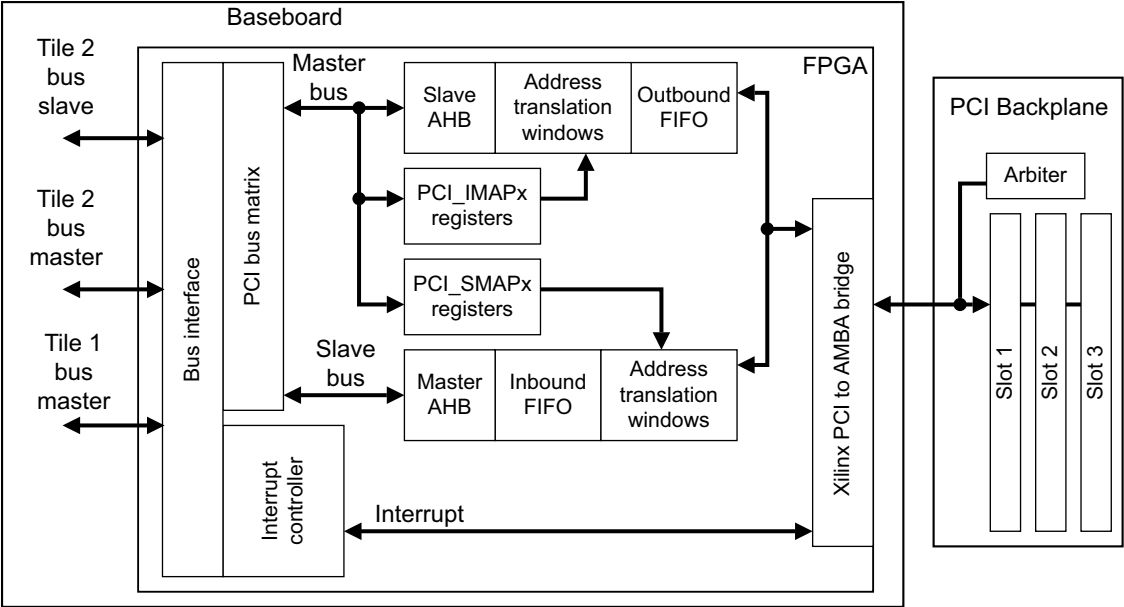 Baseboard
Tile 2
bus
slave
Tile 2
bus
master
Tile 1
bus
master
FPGA
Bus interface
PCI bus matrix
Master
bus
Slave
AHB
Address
translation
windows
Outbound
FIFO
PCI_IMAPx
registers
PCI_SMAPx
registers
Slave
bus
Master
AHB
Inbound
FIFO
Address
translation
windows
Interrupt
controller
Interrupt
Xilinx PCI to AMBA bridge
PCI Backplane
Arbiter
Slot 1
Slot 2
Slot 3